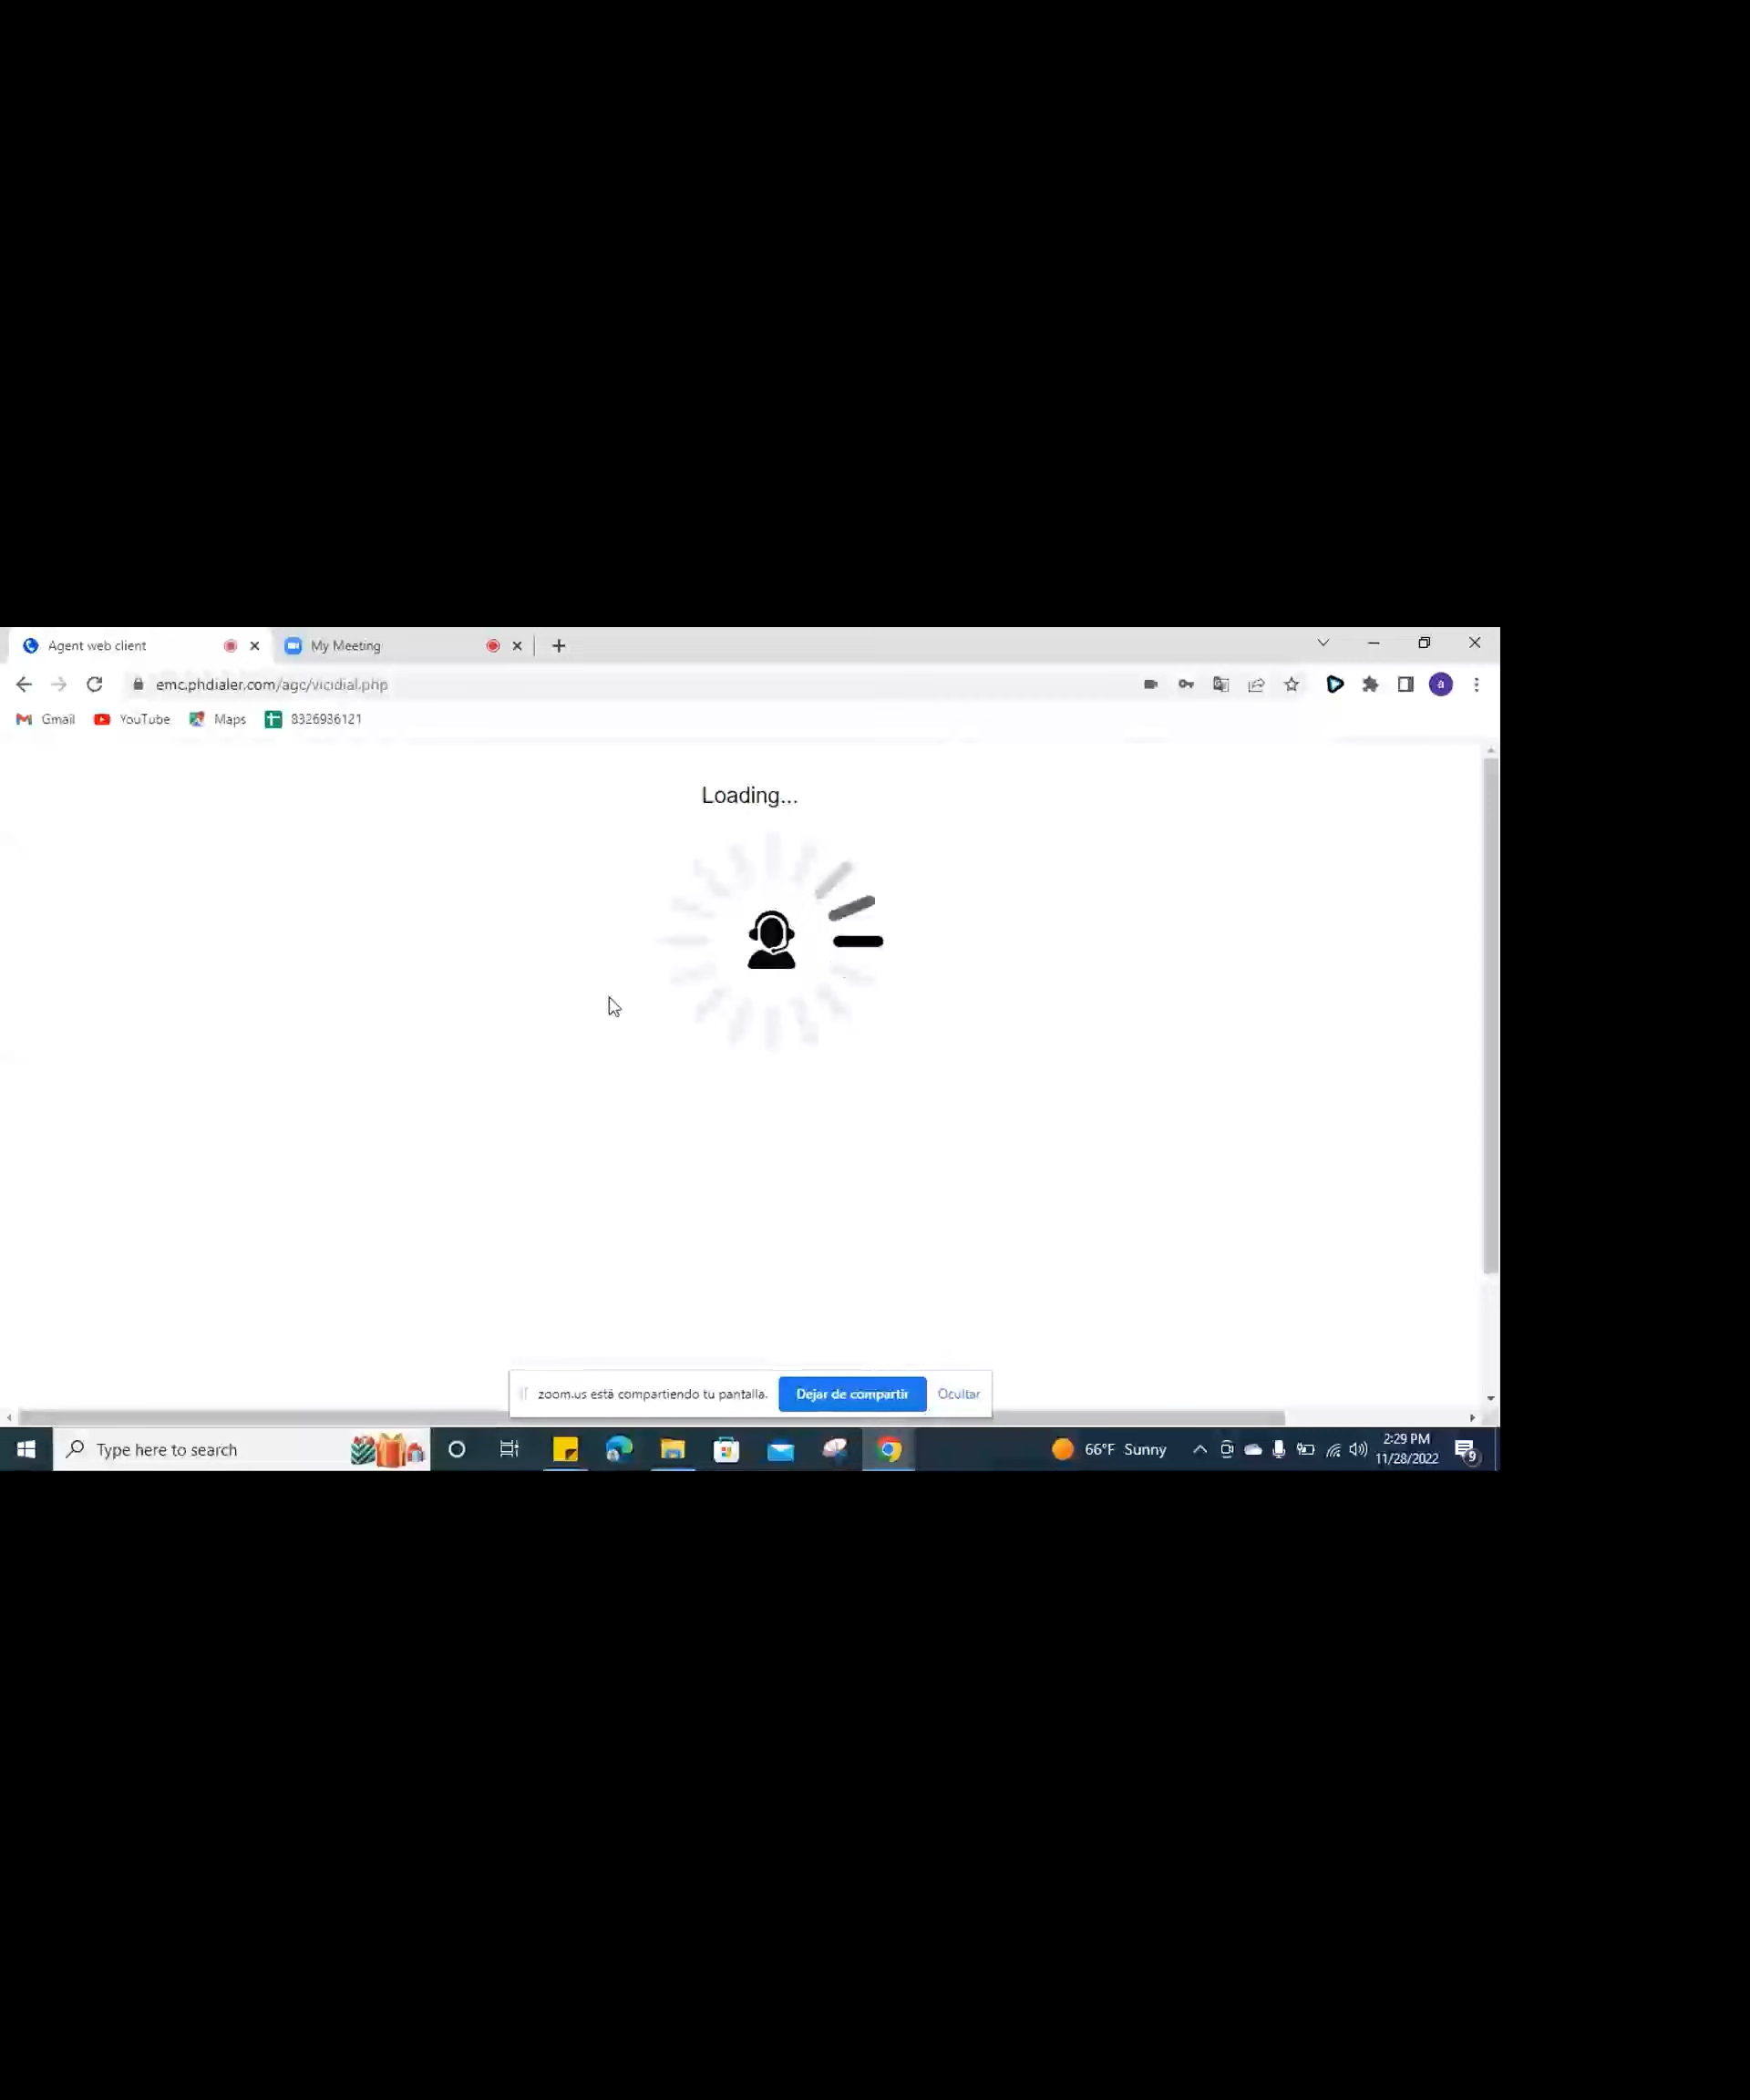 Agent web client
My Meeting
emc.phdialer.com/agc/vicidial.php
a
Gmail
YouTube
Maps
8326936121
Loading...
zoom.us está compartiendo tu pantalla.
Dejar de compartir
Ocultar
Type here to search
66°F Sunny
2:29 PM
11/28/2022
9